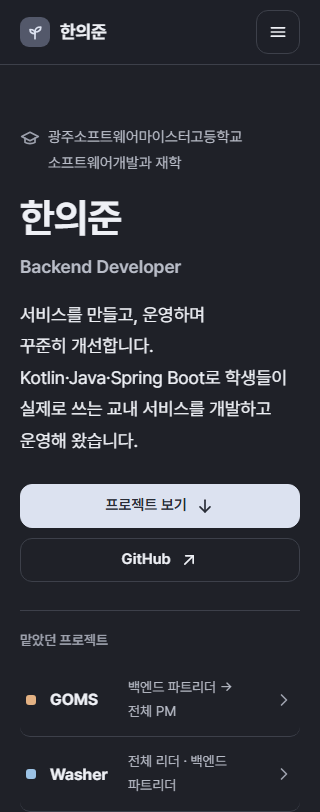 한의준
광주소프트웨어마이스터고등학교
소프트웨어개발과 재학
한의준
Backend Developer
서비스를 만들고, 운영하며
꾸준히 개선합니다.
Kotlin·Java·Spring Boot로 학생들이
실제로 쓰는 교내 서비스를 개발하고
운영해 왔습니다.
프로젝트 보기 ↓
GitHub ↗
맡았던 프로젝트
GOMS
백엔드 파트리더 →
전체 PM
Washer
전체 리더 · 백엔드
파트리더